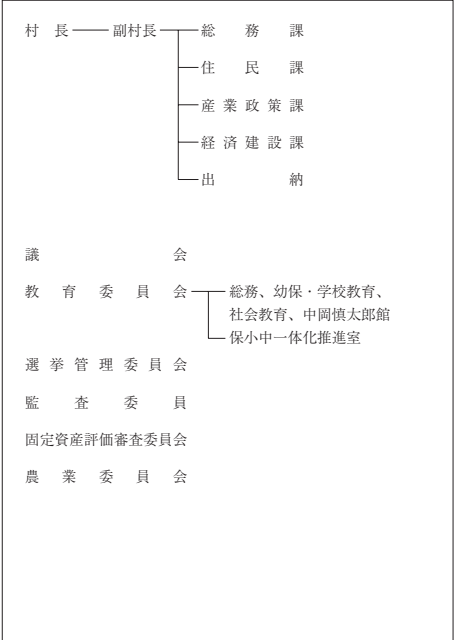 村長 副村長 総務課
住民課
産業政策課
経済建設課
出納
議会
教育委員会 総務、幼保・学校教育、
社会教育、中岡慎太郎館
保小中一体化推進室
選挙管理委員会
監査委員
固定資産評価審査委員会
農業委員会